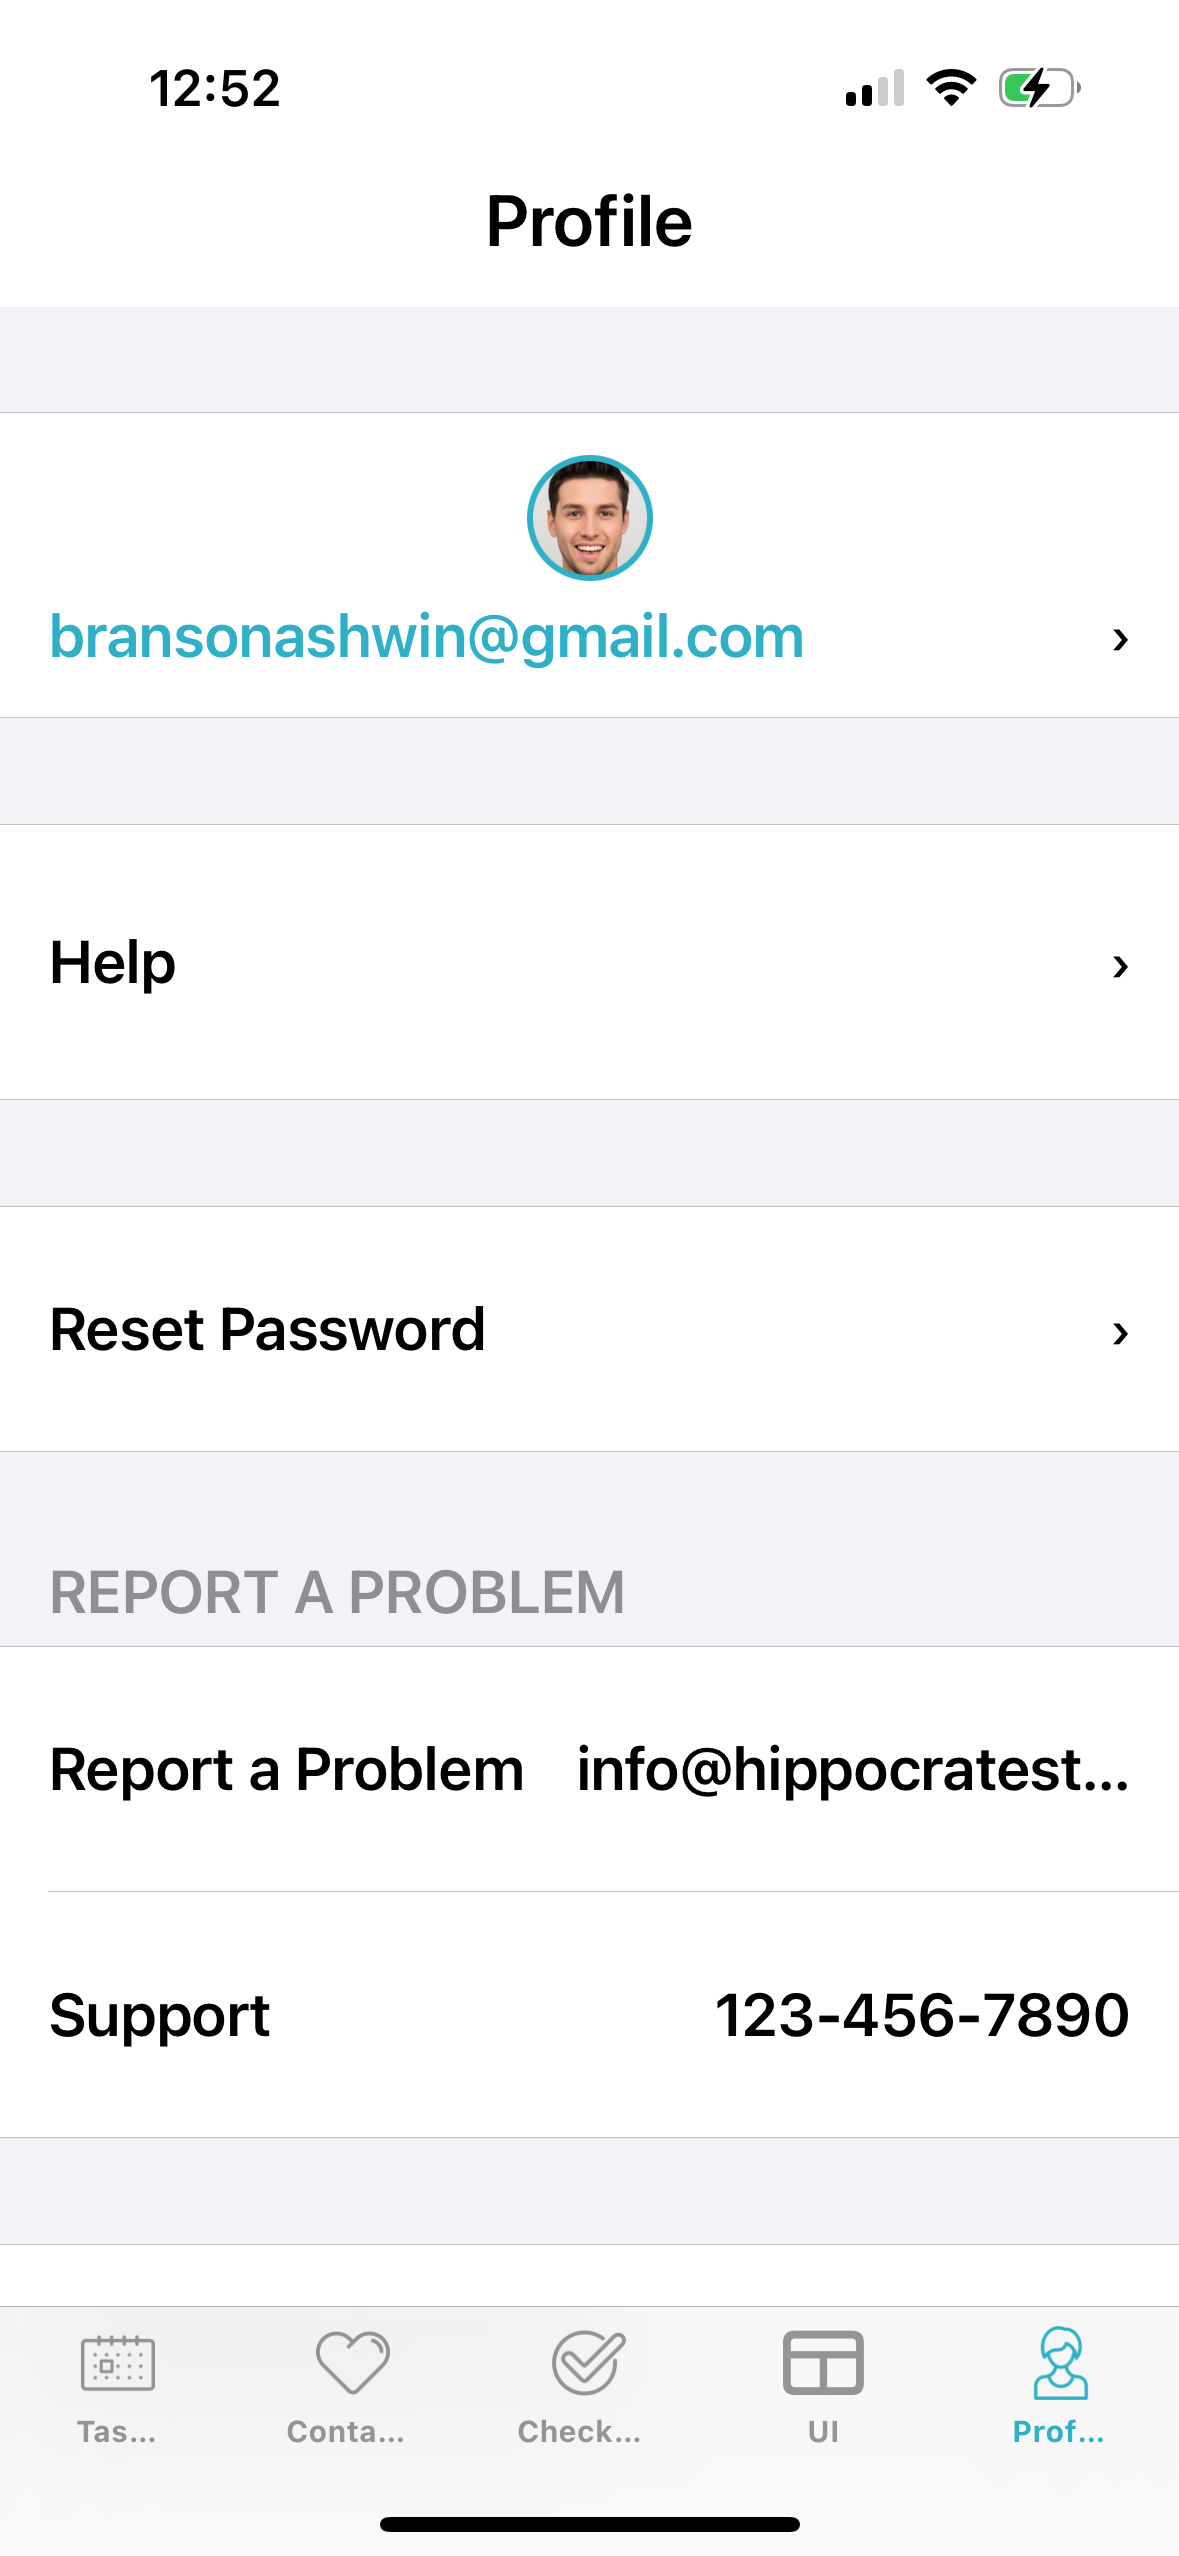 12:52
Profile
bransonashwin@gmail.com
Help
Reset Password
REPORT A PROBLEM
Report a Problem info@hippocratest...
Support 123-456-7890
Tas... Conta... Check... UI Prof...